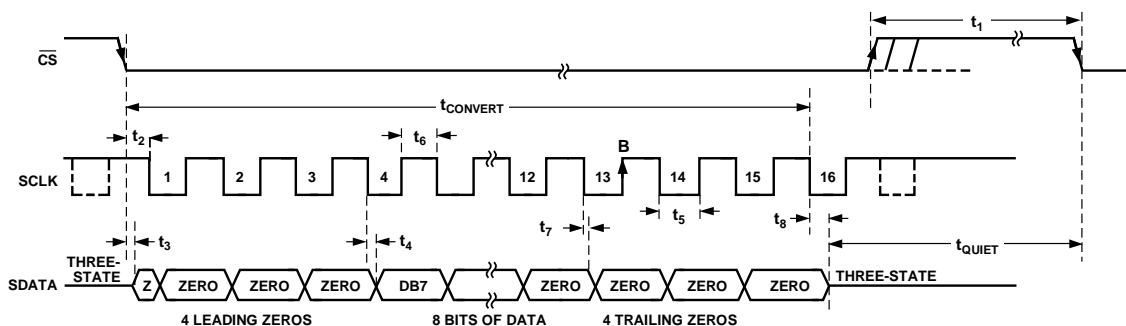 t1
CS
tCONVERT
t2
t6
B
SCLK
1 2 3 4 12 13 14 15 16
t3
t4
t7
t5
t8
tQUIET
THREE-
STATE
SDATA
Z ZERO ZERO ZERO DB7 ZERO ZERO ZERO ZERO
THREE-STATE
4 LEADING ZEROS 8 BITS OF DATA 4 TRAILING ZEROS